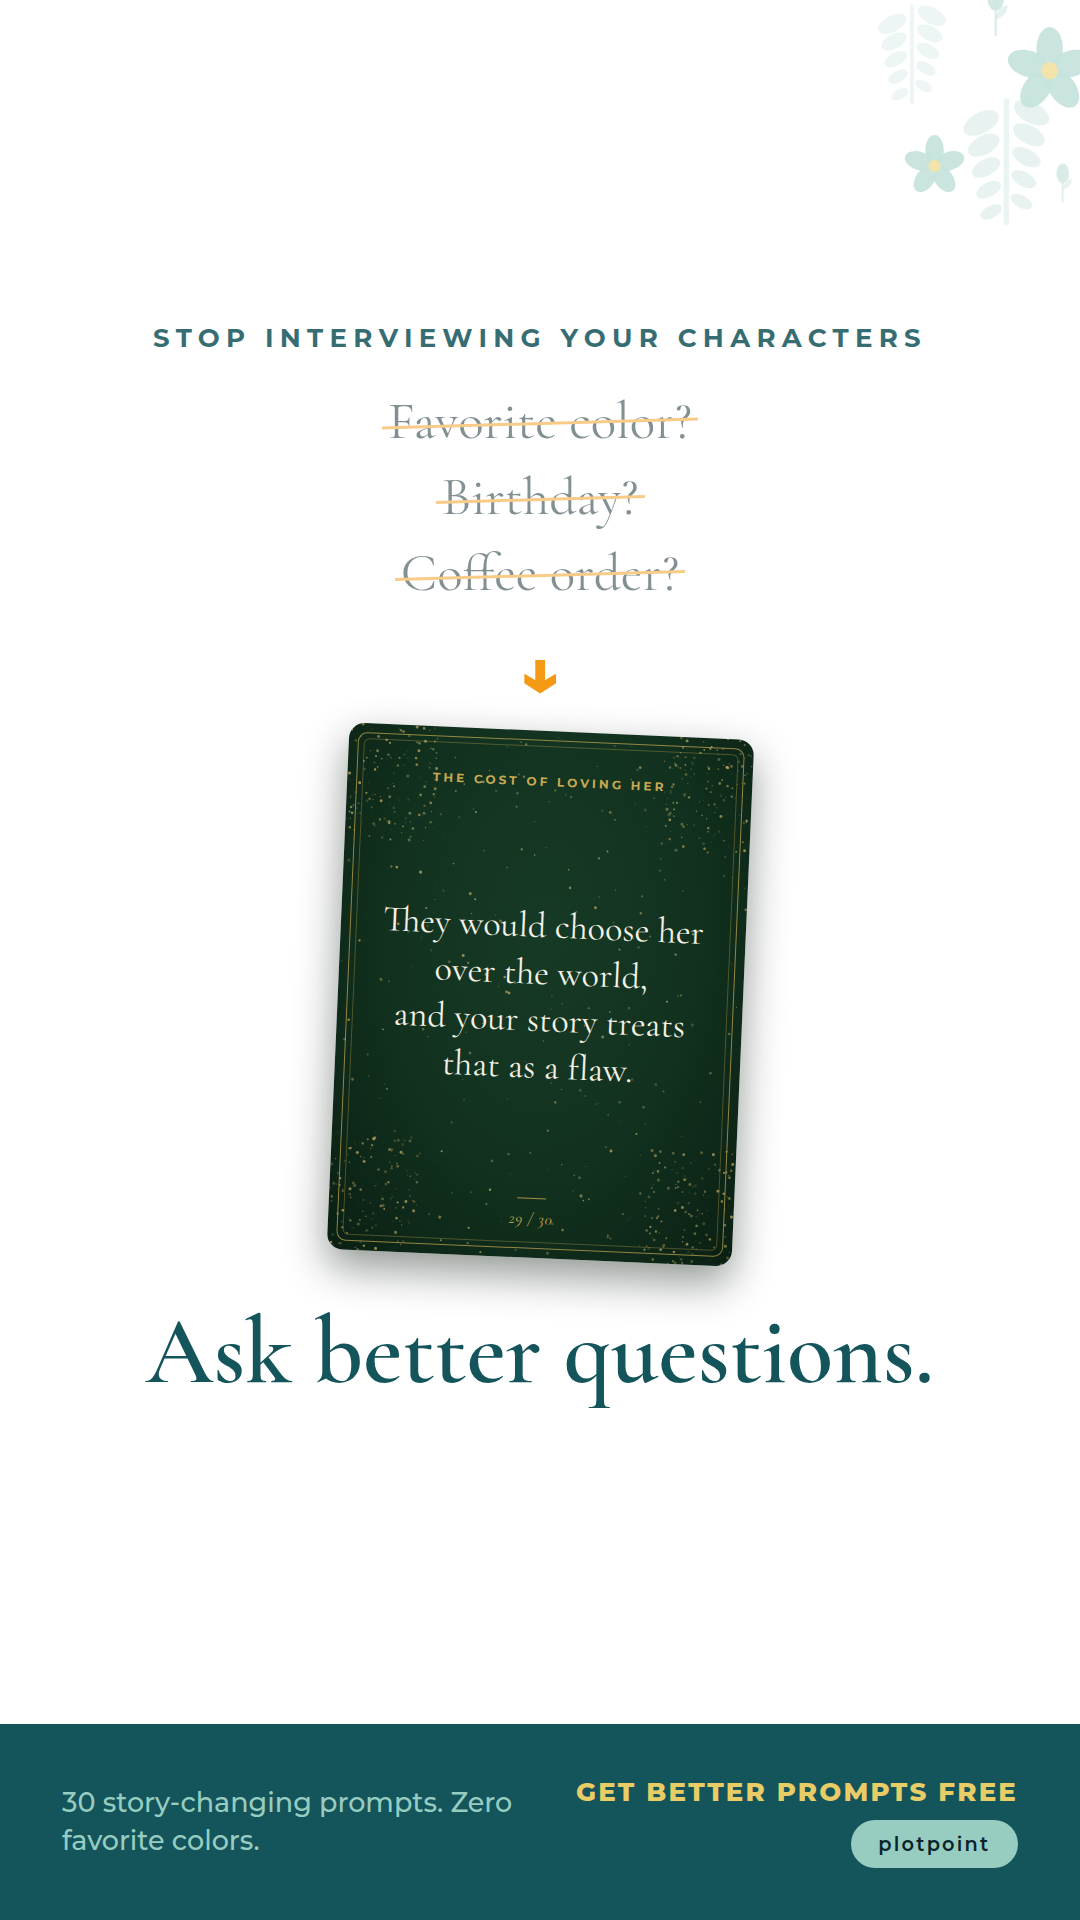 STOP INTERVIEWING YOUR CHARACTERS
Favorite color?
Birthday?
Coffee order?
THE COST OF LOVING HER
They would choose her
over the world,
and your story treats
that as a flaw.
29 / 30
Ask better questions.
30 story-changing prompts. Zero
favorite colors.
GET BETTER PROMPTS FREE
plotpoint